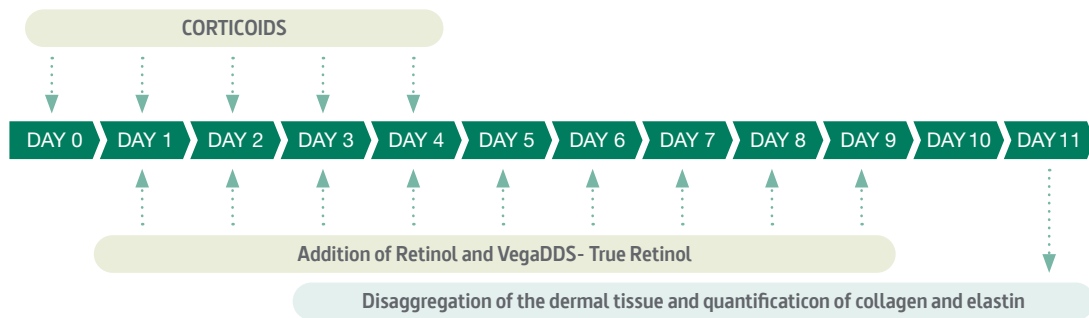 CORTICOIDS
DAY 0 DAY 1 DAY 2 DAY 3 DAY 4 DAY 5 DAY 6 DAY 7 DAY 8 DAY 9 DAY 10 DAY 11
Addition of Retinol and VegaDDS- True Retinol
Disaggregation of the dermal tissue and quantificaticon of collagen and elastin